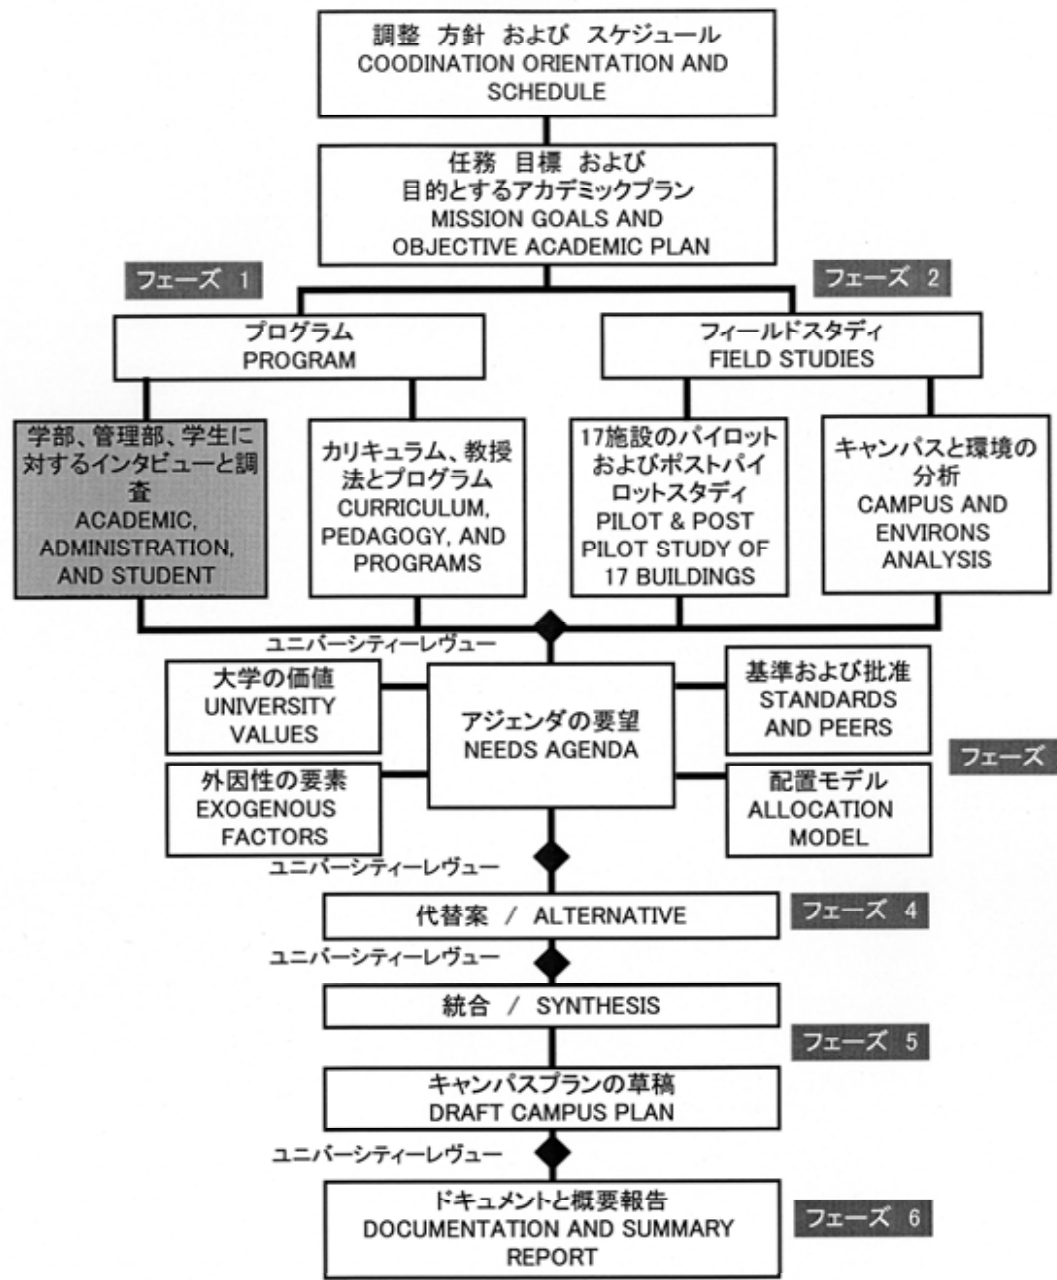 調整 方針 および スケジュール
COODINATION ORIENTATION AND
SCHEDULE
任務 目標 および
目的とするアカデミックプラン
MISSION GOALS AND
OBJECTIVE ACADEMIC PLAN
フェーズ 1
フェーズ 2
プログラム
PROGRAM
フィールドスタディ
FIELD STUDIES
学部、管理部、学生に
対するインタビューと調
査
ACADEMIC,
ADMINISTRATION,
AND STUDENT
カリキュラム、教授
法とプログラム
CURRICULUM,
PEDAGOGY, AND
PROGRAMS
17施設のパイロット
およびポストパイ
ロットスタディ
PILOT & POST
PILOT STUDY OF
17 BUILDINGS
キャンパスと環境の
分析
CAMPUS AND
ENVIRONS
ANALYSIS
ユニバーシティーレヴュー
大学の価値
UNIVERSITY
VALUES
アジェンダの要望
NEEDS AGENDA
基準および批准
STANDARDS
AND PEERS
フェーズ
外因性の要素
EXOGENOUS
FACTORS
配置モデル
ALLOCATION
MODEL
ユニバーシティーレヴュー
代替案 / ALTERNATIVE
フェーズ 4
ユニバーシティーレヴュー
統合 / SYNTHESIS
フェーズ 5
キャンパスプランの草稿
DRAFT CAMPUS PLAN
ユニバーシティーレヴュー
ドキュメントと概要報告
DOCUMENTATION AND SUMMARY
REPORT
フェーズ 6